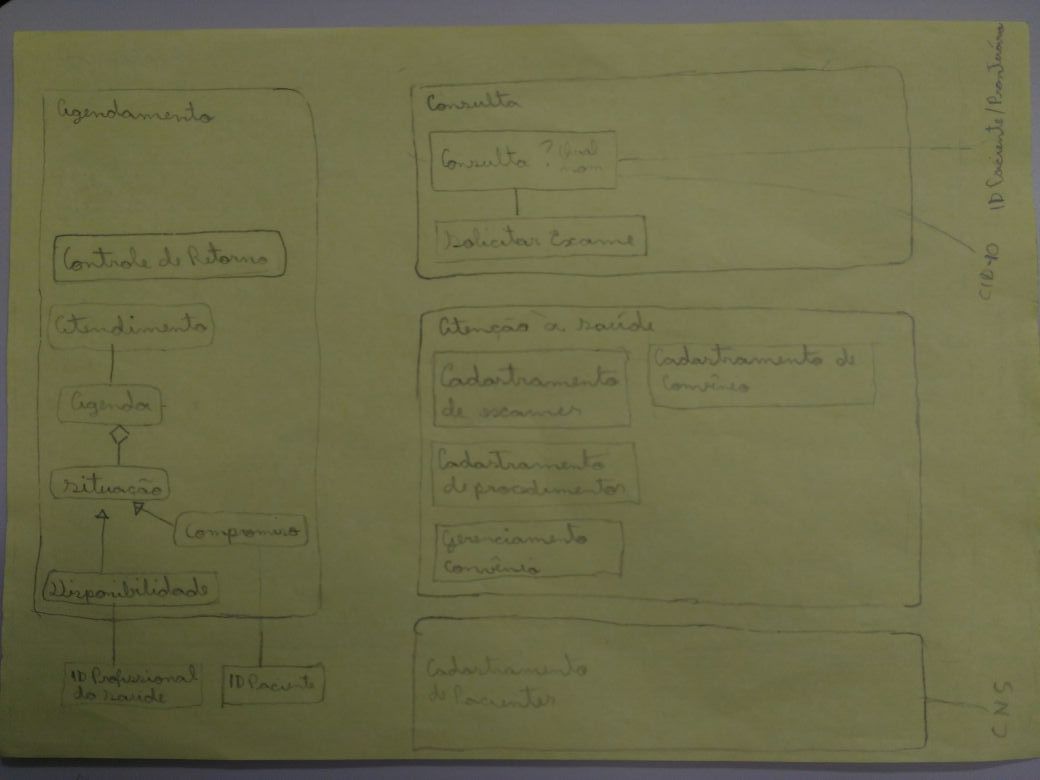 Agendamento
Controle de Retorno
Atendimento
Agenda
Situação
Compromisso
Disponibilidade
ID Profissional
da saúde
ID Paciente
Consulta
Consulta ? Qual
nom
Solicitar Exame
Atenção à saúde
Cadastramento
de exames
Cadastramento de
Convênio
Cadastramento
de procedimentos
Gerenciamento
Convênio
Cadastramento
de Pacientes
ID Paciente/Prontuário
CID 10
CNS